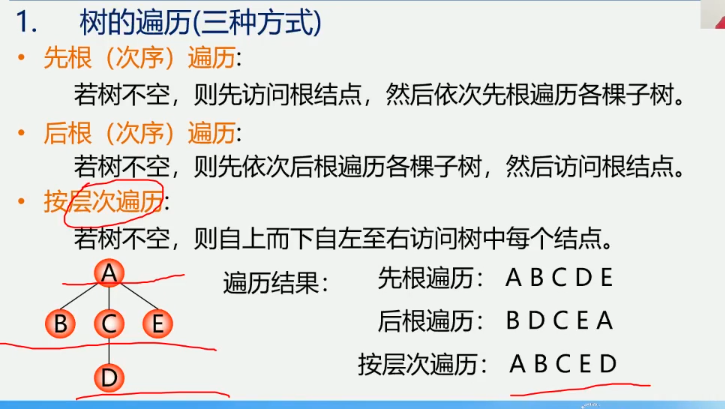 1. 树的遍历(三种方式)
• 先根（次序）遍历:
若树不空，则先访问根结点，然后依次先根遍历各棵子树。
• 后根（次序）遍历:
若树不空，则先依次后根遍历各棵子树，然后访问根结点。
• 按层次遍历:
若树不空，则自上而下自左至右访问树中每个结点。
A
B C E
D
遍历结果：
先根遍历： A B C D E
后根遍历： B D C E A
按层次遍历： A B C E D